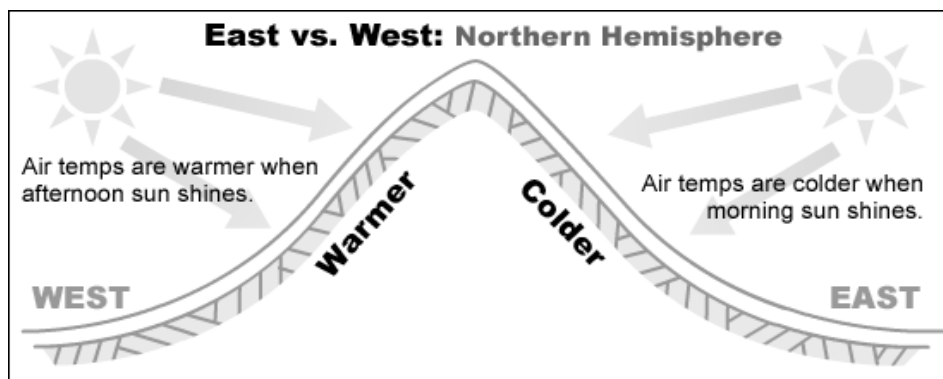 East vs. West: Northern Hemisphere
Air temps are warmer when
afternoon sun shines.
Air temps are colder when
morning sun shines.
Warmer
Colder
WEST
EAST